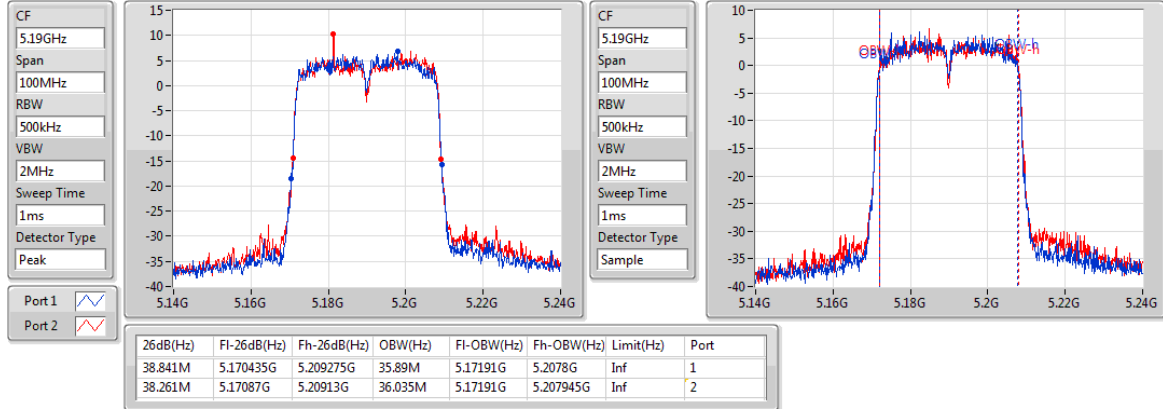 CF
5.19GHz
Span
100MHz
RBW
500kHz
VBW
2MHz
Sweep Time
1ms
Detector Type
Peak
Port 1
Port 2
15
10
5
0
-5
-10
-15
-20
-25
-30
-35
-40
5.14G 5.16G 5.18G 5.2G 5.22G 5.24G
CF
5.19GHz
Span
100MHz
RBW
500kHz
VBW
2MHz
Sweep Time
1ms
Detector Type
Sample
10
5
0
-5
-10
-15
-20
-25
-30
-35
-40
OBW-h
5.14G 5.16G 5.18G 5.2G 5.22G 5.24G
26dB(Hz) Fl-26dB(Hz) Fh-26dB(Hz) OBW(Hz) Fl-OBW(Hz) Fh-OBW(Hz) Limit(Hz) Port
38.841M 5.170435G 5.209275G 35.89M 5.17191G 5.2078G Inf 1
38.261M 5.17087G 5.20913G 36.035M 5.17191G 5.207945G Inf 2